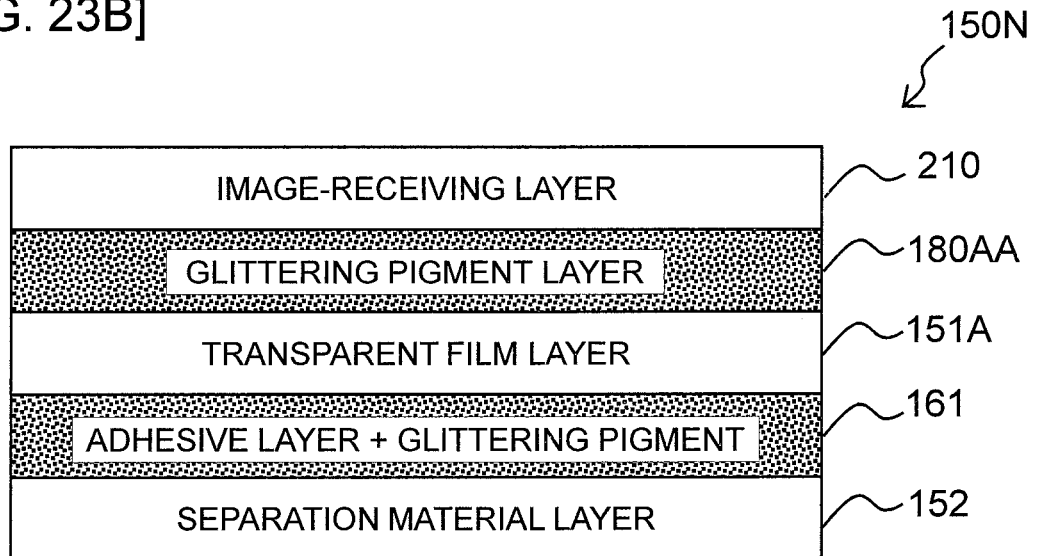 G. 23B]
150N
IMAGE-RECEIVING LAYER 210
GLITTERING PIGMENT LAYER 180AA
TRANSPARENT FILM LAYER 151A
ADHESIVE LAYER + GLITTERING PIGMENT 161
SEPARATION MATERIAL LAYER 152